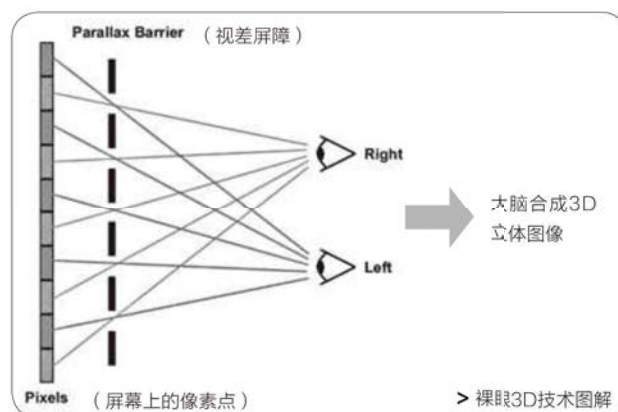 Parallax Barrier （视差屏障）
Right
大脑合成3D
立体图像
Left
Pixels （屏幕上的像素点）
> 裸眼3D技术图解